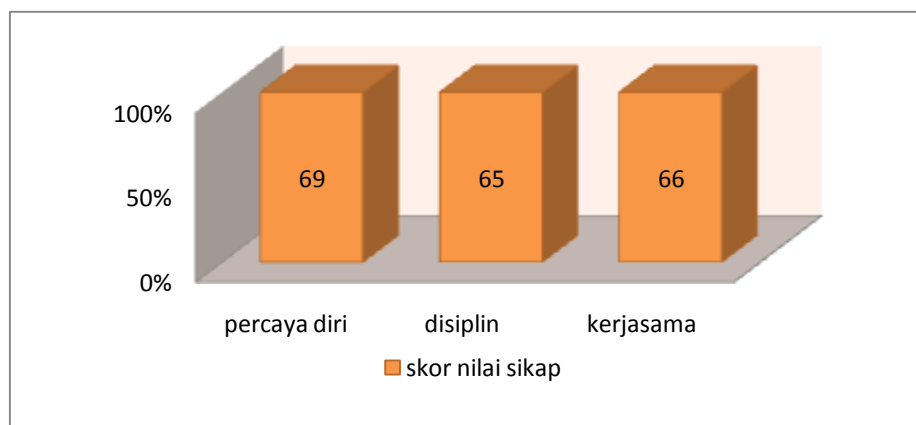 100%
50%
0%
69
65
66
percaya diri
disiplin
kerjasama
skor nilai sikap